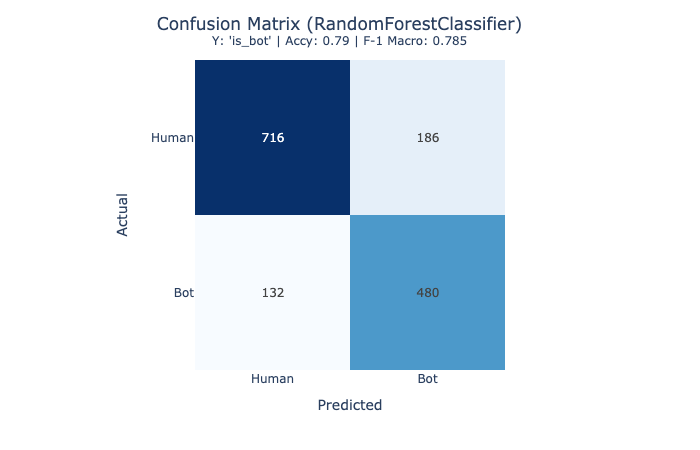 Confusion Matrix (RandomForestClassifier)
Y: 'is_bot' | Accy: 0.79 | F-1 Macro: 0.785
Human
716
186
Actual
Bot
132
480
Human
Bot
Predicted